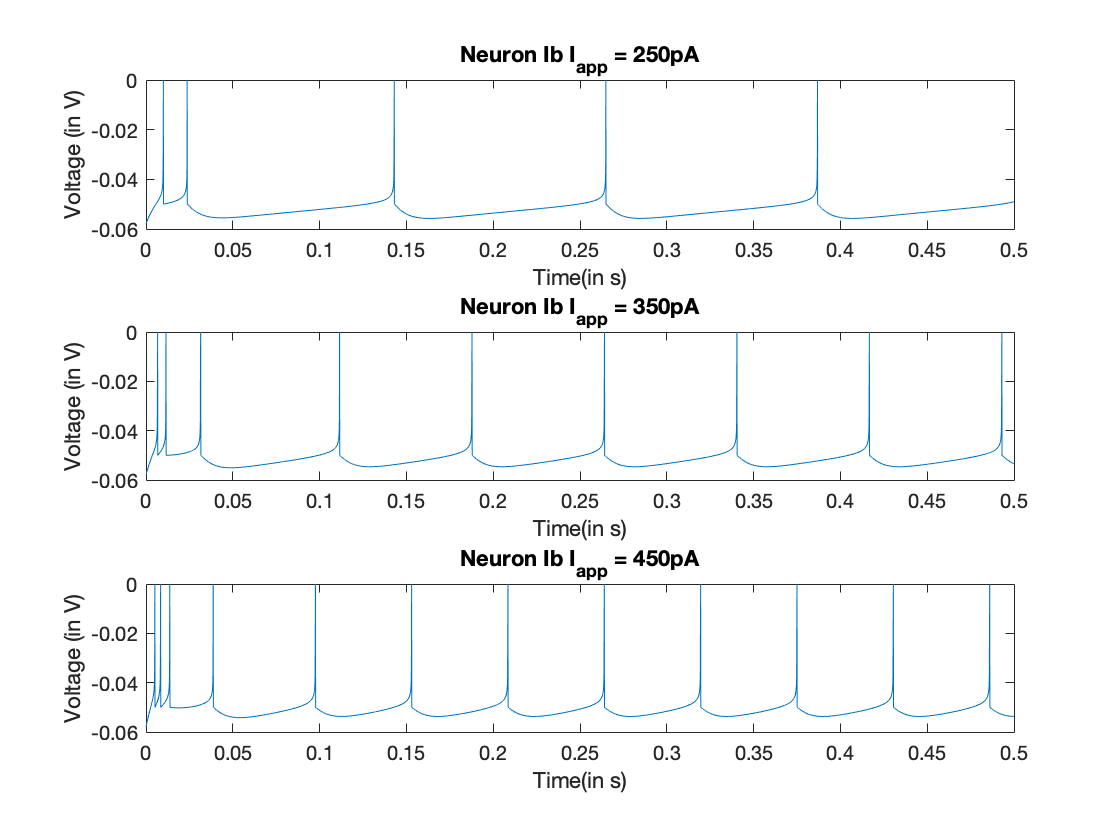 Neuron Ib I_app = 250pA
0
-0.02
-0.04
-0.06
Voltage (in V)
0 0.05 0.1 0.15 0.2 0.25 0.3 0.35 0.4 0.45 0.5
Time(in s)
Neuron Ib I_app = 350pA
0
-0.02
-0.04
-0.06
Voltage (in V)
0 0.05 0.1 0.15 0.2 0.25 0.3 0.35 0.4 0.45 0.5
Time(in s)
Neuron Ib I_app = 450pA
0
-0.02
-0.04
-0.06
Voltage (in V)
0 0.05 0.1 0.15 0.2 0.25 0.3 0.35 0.4 0.45 0.5
Time(in s)